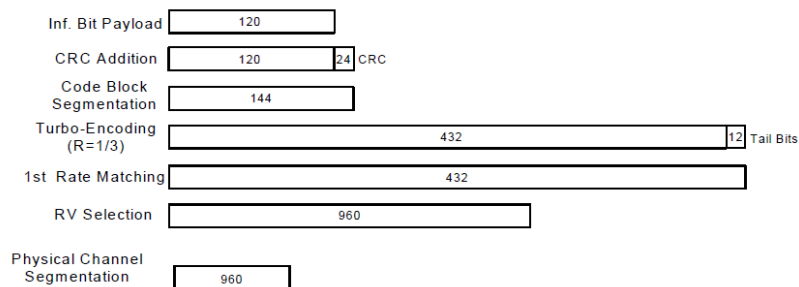 Inf. Bit Payload 120
CRC Addition 120 24 CRC
Code Block
Segmentation 144
Turbo-Encoding
(R=1/3) 432 12 Tail Bits
1st Rate Matching 432
RV Selection 960
Physical Channel
Segmentation 960